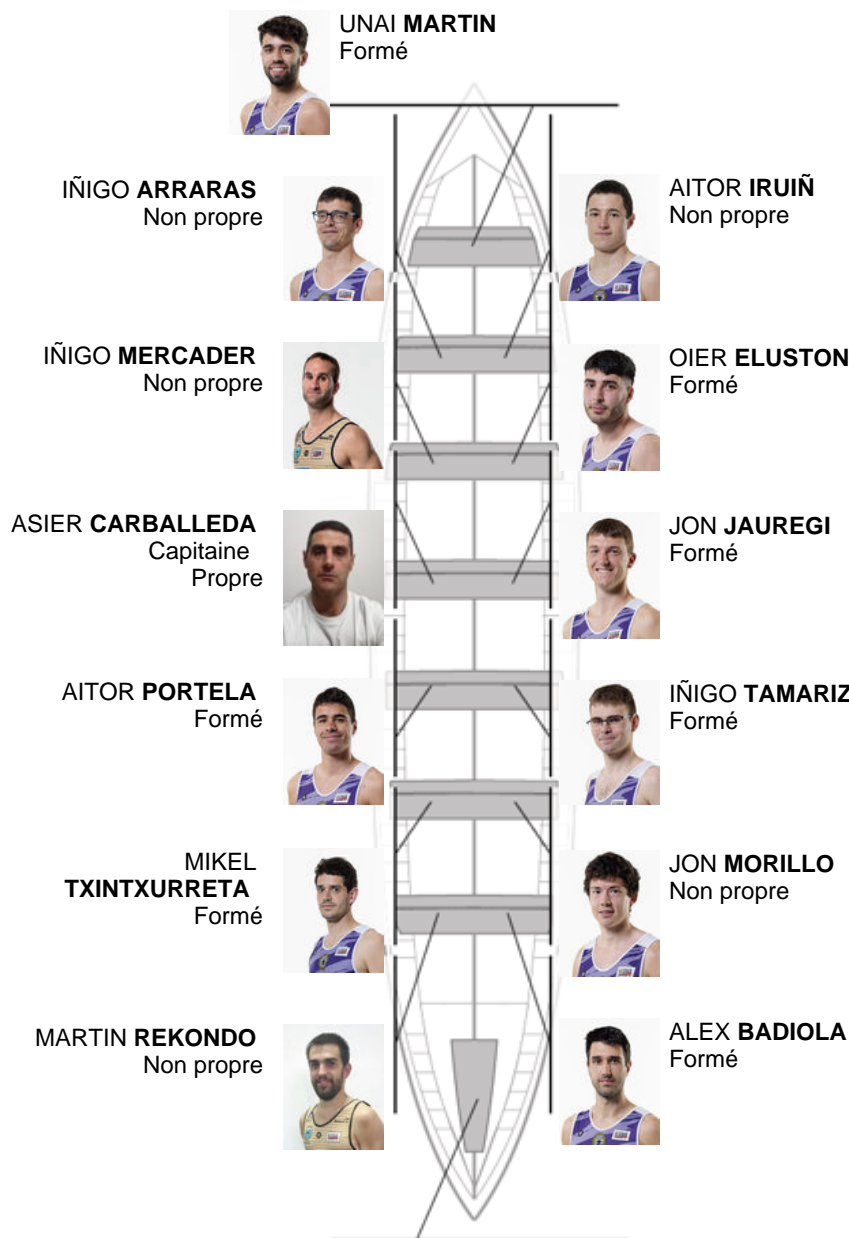 UNAI MARTIN
Formé
IÑIGO ARRARAS
Non propre
AITOR IRUIÑ
Non propre
IÑIGO MERCADER
Non propre
OIER ELUSTON
Formé
ASIER CARBALLEDA
Capitaine
Propre
JON JAUREGI
Formé
AITOR PORTELA
Formé
IÑIGO TAMARIZ
Formé
MIKEL
TXINTXURRETA
Formé
JON MORILLO
Non propre
MARTIN REKONDO
Non propre
ALEX BADIOLA
Formé